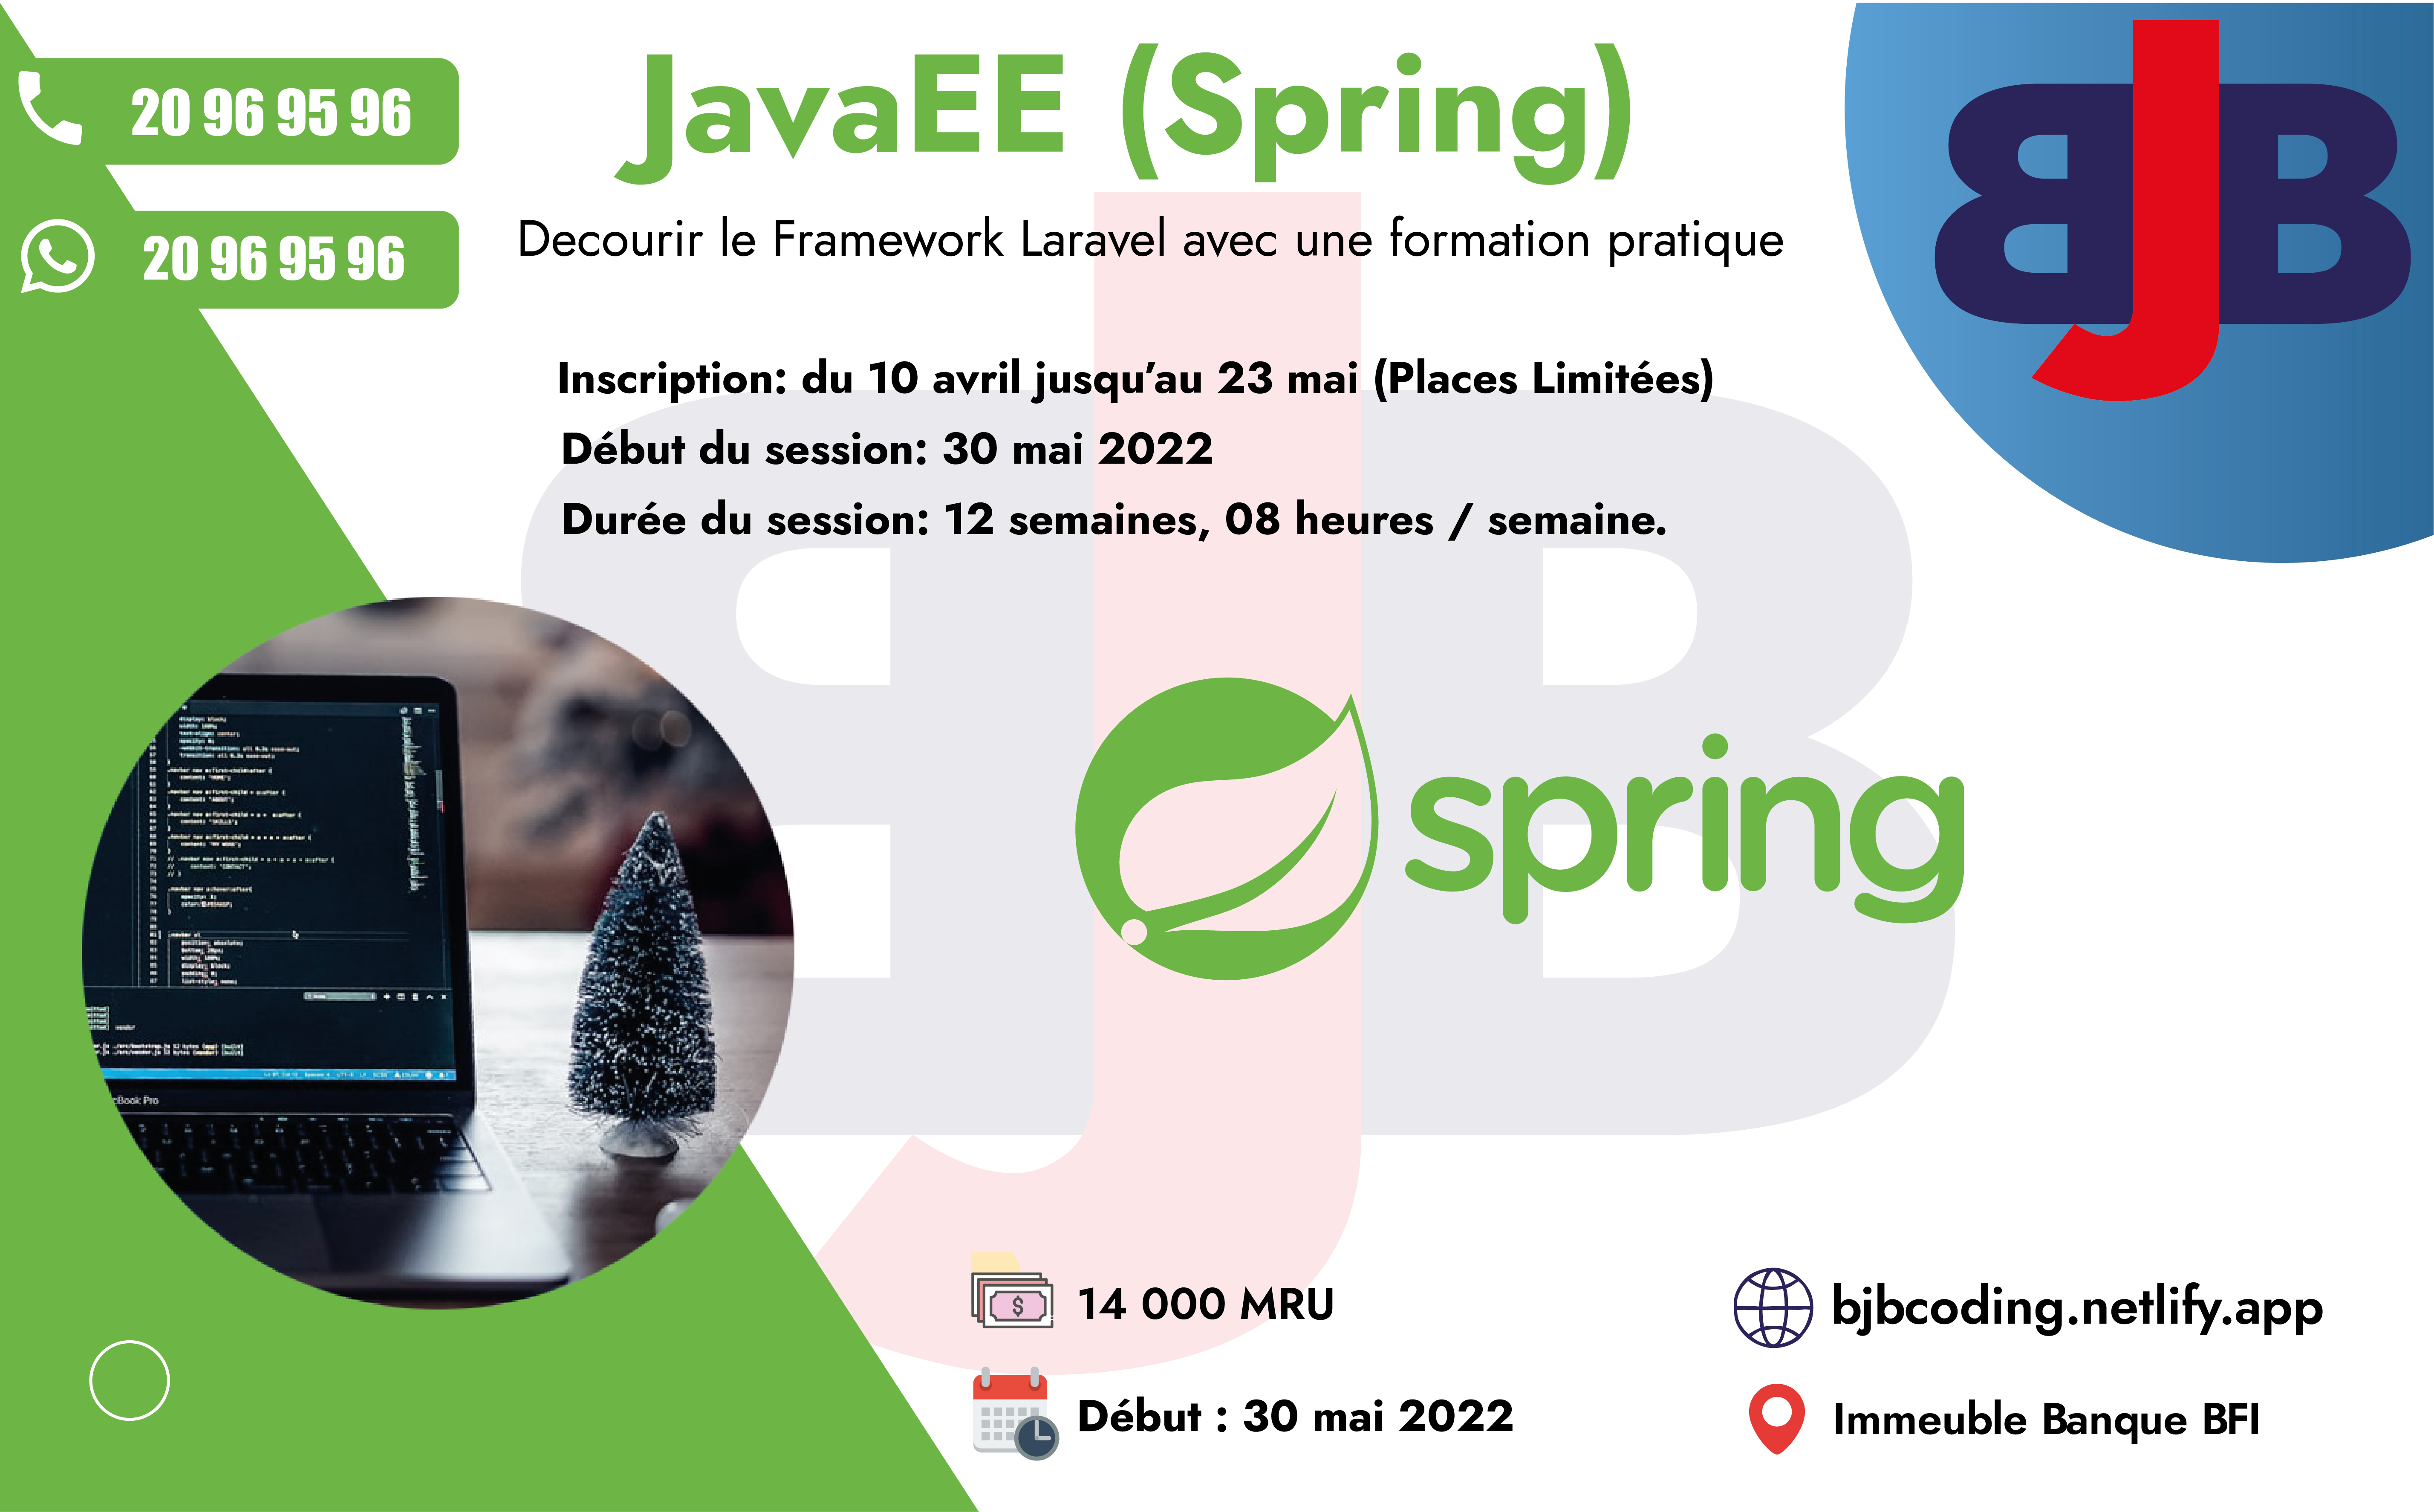 20 96 95 96
20 96 95 96
JavaEE (Spring)
Decourir le Framework Laravel avec une formation pratique
BJB
Inscription: du 10 avril jusqu'au 23 mai (Places Limitées)
Début du session: 30 mai 2022
Durée du session: 12 semaines, 08 heures / semaine.
spring
cBook Pro
14 000 MRU
Début : 30 mai 2022
bjbcoding.netlify.app
Immeuble Banque BFI